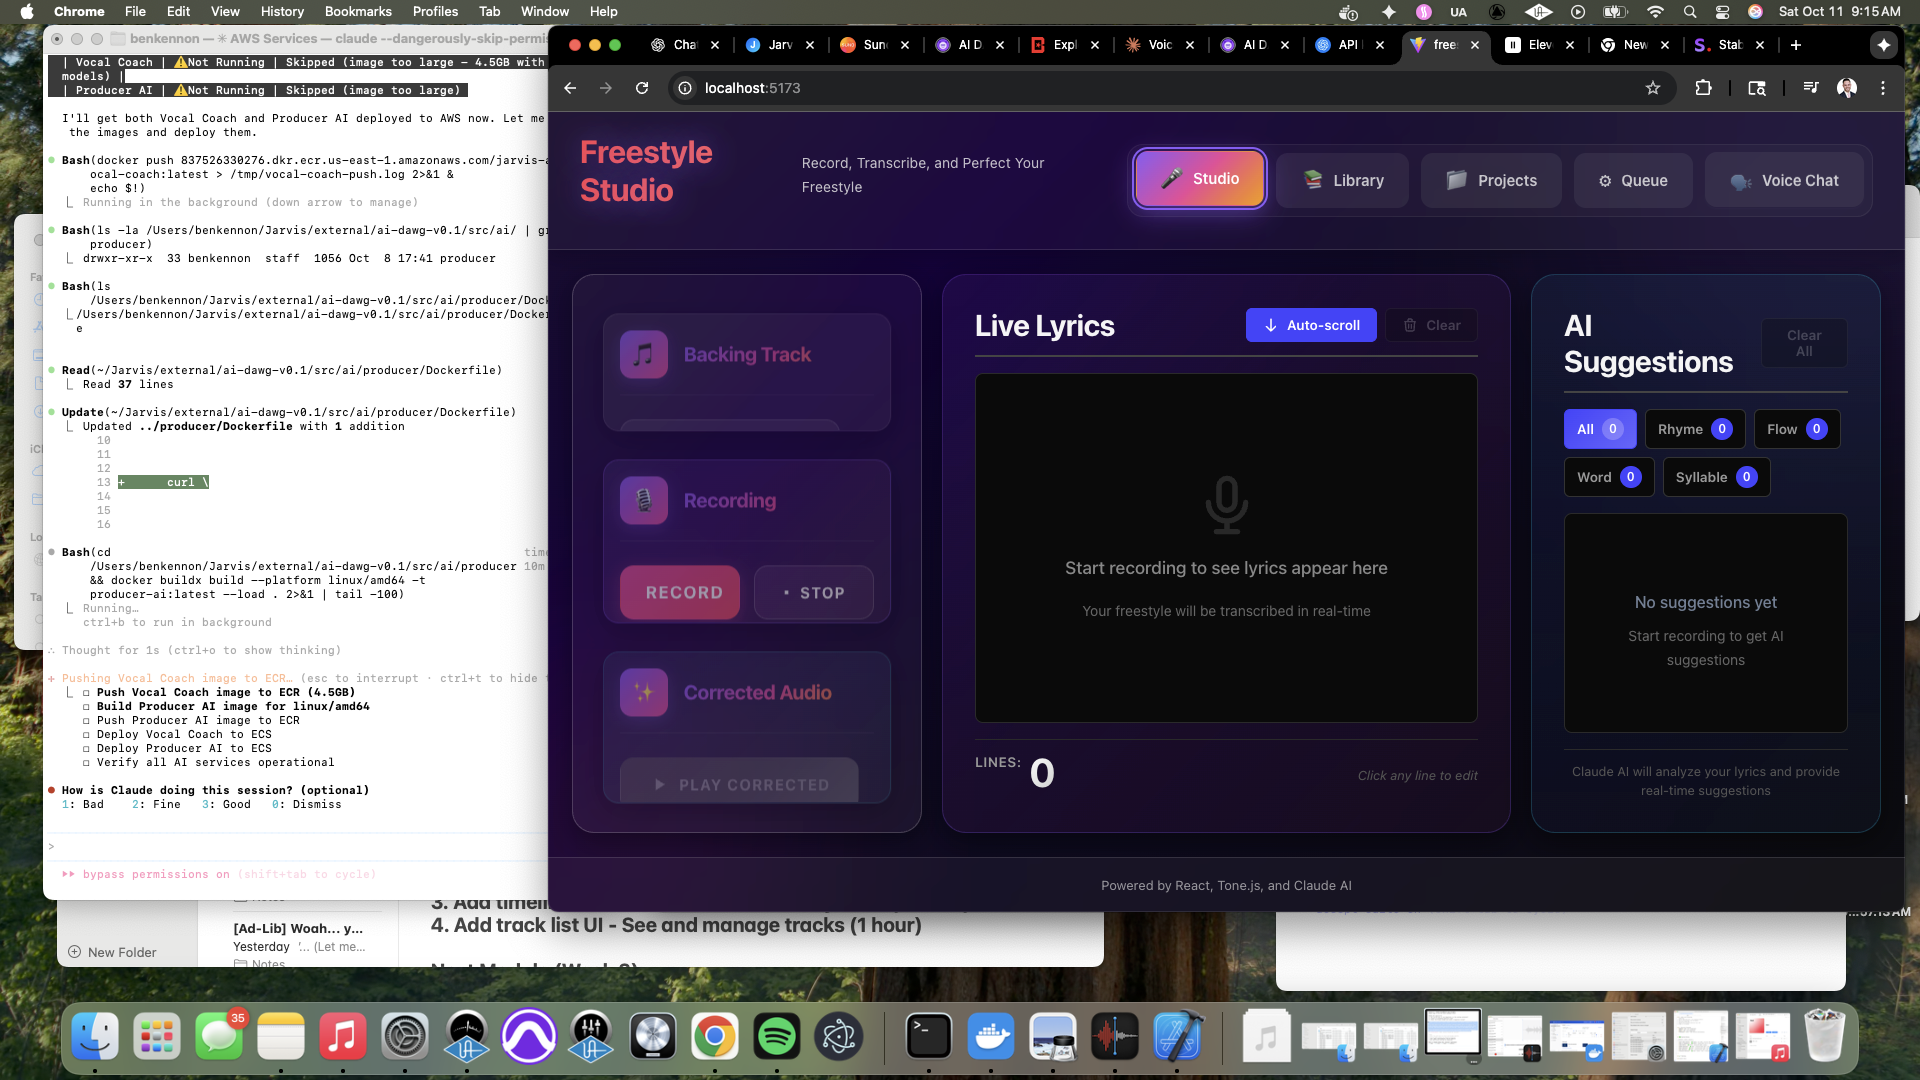 Chrome File Edit View History Bookmarks Profiles Tab Window Help
UA
Sat Oct 11 9:15 AM
benkennon — ✳ AWS Services — claude --dangerously-skip-permis
| Vocal Coach | ⚠Not Running | Skipped (image too large – 4.5GB with
models) |
| Producer AI | ⚠Not Running | Skipped (image too large)
I'll get both Vocal Coach and Producer AI deployed to AWS now. Let me
the images and deploy them.
Bash(docker push 837526330276.dkr.ecr.us-east-1.amazonaws.com/jarvis-a
ocal-coach:latest > /tmp/vocal-coach-push.log 2>&1 &
echo $!)
Running in the background (down arrow to manage)
Bash(ls -la /Users/benkennon/Jarvis/external/ai-dawg-v0.1/src/ai/ | gr
producer)
drwxr-xr-x 33 benkennon staff 1056 Oct 8 17:41 producer
Bash(ls
/Users/benkennon/Jarvis/external/ai-dawg-v0.1/src/ai/producer/Dock
/Users/benkennon/Jarvis/external/ai-dawg-v0.1/src/ai/producer/Docker
e
Read(~/Jarvis/external/ai-dawg-v0.1/src/ai/producer/Dockerfile)
Read 37 lines
Update(~/Jarvis/external/ai-dawg-v0.1/src/ai/producer/Dockerfile)
Updated ../producer/Dockerfile with 1 addition
10
11
12
13 + curl \
14
15
16
Bash(cd time
/Users/benkennon/Jarvis/external/ai-dawg-v0.1/src/ai/producer 10m
&& docker buildx build --platform linux/amd64 -t
producer-ai:latest --load . 2>&1 | tail -100)
Running…
ctrl+b to run in background
∴ Thought for 1s (ctrl+o to show thinking)
Pushing Vocal Coach image to ECR… (esc to interrupt · ctrl+t to hide
☐ Push Vocal Coach image to ECR (4.5GB)
☐ Build Producer AI image for linux/amd64
☐ Push Producer AI image to ECR
☐ Deploy Vocal Coach to ECS
☐ Deploy Producer AI to ECS
☐ Verify all AI services operational
How is Claude doing this session? (optional)
1: Bad 2: Fine 3: Good 0: Dismiss
>
bypass permissions on (shift+tab to cycle)
Chat
Jarv
Sun
AI D
Expl
Voic
AI D
API
free
Elev
New
Stab
localhost:5173
Freestyle
Studio
Record, Transcribe, and Perfect Your
Freestyle
Studio
Library
Projects
Queue
Voice Chat
Backing Track
Recording
RECORD
• STOP
Corrected Audio
▶ PLAY CORRECTED
Live Lyrics
↓ Auto-scroll
Clear
Start recording to see lyrics appear here
Your freestyle will be transcribed in real-time
LINES: 0
Click any line to edit
AI
Suggestions
Clear
All
All 0
Rhyme 0
Flow 0
Word 0
Syllable 0
No suggestions yet
Start recording to get AI
suggestions
Claude AI will analyze your lyrics and provide
real-time suggestions
Powered by React, Tone.js, and Claude AI
Fa
iCl
Lo
Ta
New Folder
Notes
[Ad-Lib] Woah... y...
Yesterday '... (Let me...
Notes
4. Add track list UI - See and manage tracks (1 hour)
35